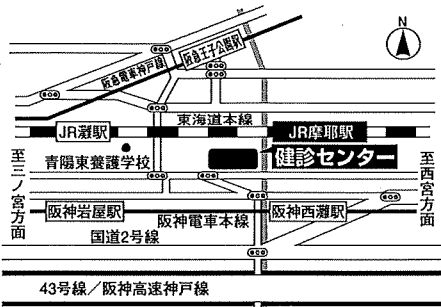 N
阪急王子公園駅
阪急電車神戸線
東海道本線
JR灘駅
JR摩耶駅
青陽東養護学校
健診センター
至三ノ宮方面
至西宮方面
阪神岩屋駅
阪神電車本線
阪神西灘駅
国道2号線
43号線／阪神高速神戸線